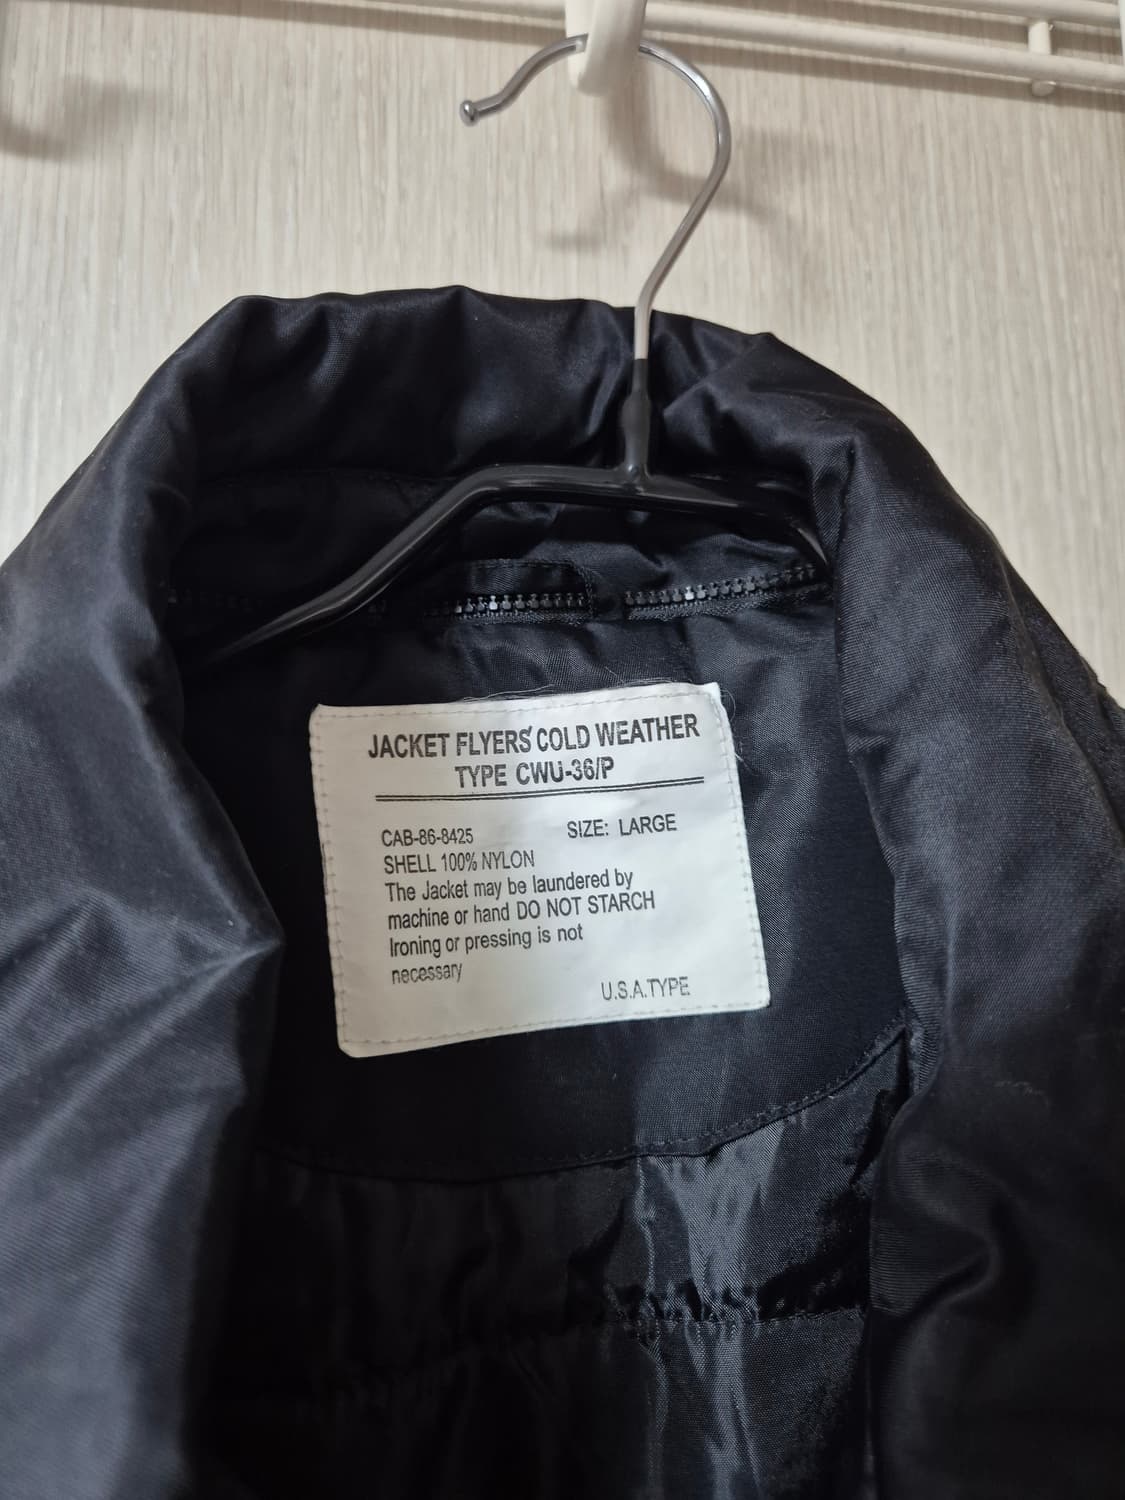 JACKET FLYERS' COLD WEATHER
TYPE CWU-36/P
CAB-86-8425 SIZE: LARGE
SHELL 100% NYLON
The Jacket may be laundered by
machine or hand DO NOT STARCH
Ironing or pressing is not
necessary
U.S.A.TYPE